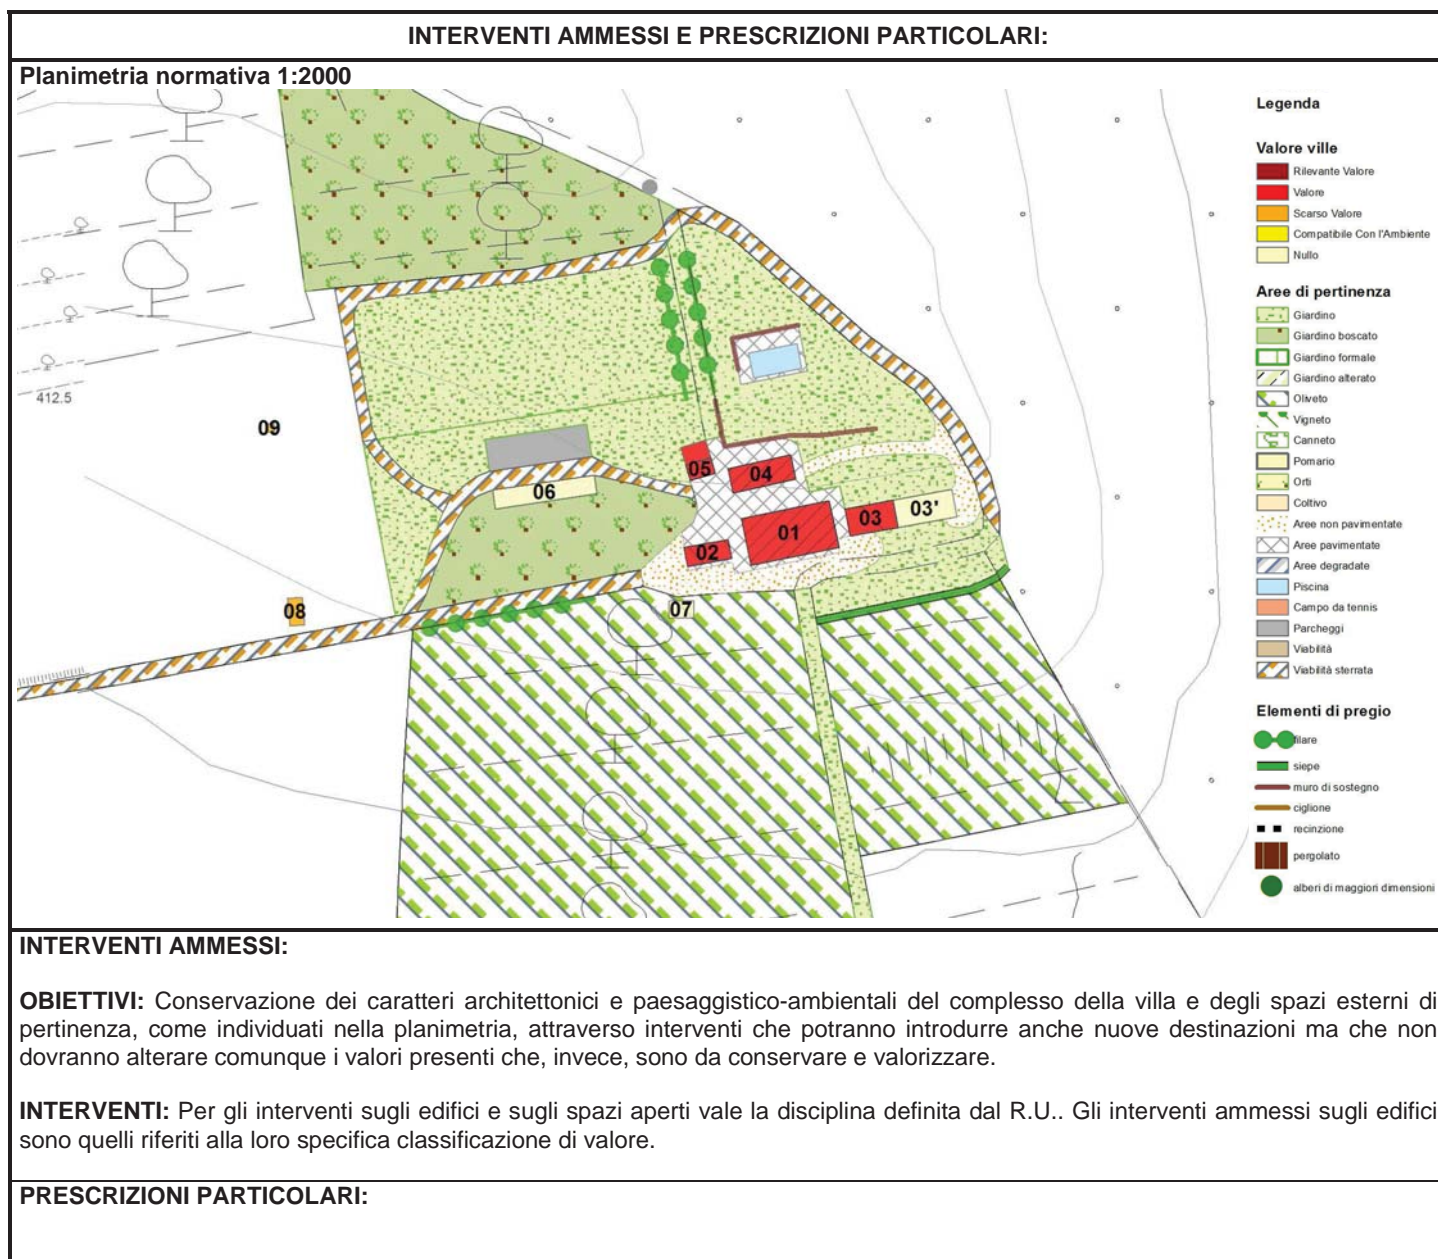 INTERVENTI AMMESSI E PRESCRIZIONI PARTICOLARI:
Planimetria normativa 1:2000
412.5
09
08
06
05
04
03
03'
01
02
07
Legenda
Valore ville
Rilevante Valore
Valore
Scarso Valore
Compatibile Con l'Ambiente
Nullo
Aree di pertinenza
Giardino
Giardino boscato
Giardino formale
Giardino alterato
Oliveto
Vigneto
Canneto
Pomario
Orti
Coltivo
Aree non pavimentate
Aree pavimentate
Aree degradate
Piscina
Campo da tennis
Parcheggi
Viabilità
Viabilità sterrata
Elementi di pregio
filare
siepe
muro di sostegno
ciglione
recinzione
pergolato
alberi di maggiori dimensioni
INTERVENTI AMMESSI:
OBIETTIVI: Conservazione dei caratteri architettonici e paesaggistico-ambientali del complesso della villa e degli spazi esterni di
pertinenza, come individuati nella planimetria, attraverso interventi che potranno introdurre anche nuove destinazioni ma che non
dovranno alterare comunque i valori presenti che, invece, sono da conservare e valorizzare.
INTERVENTI: Per gli interventi sugli edifici e sugli spazi aperti vale la disciplina definita dal R.U.. Gli interventi ammessi sugli edifici
sono quelli riferiti alla loro specifica classificazione di valore.
PRESCRIZIONI PARTICOLARI: